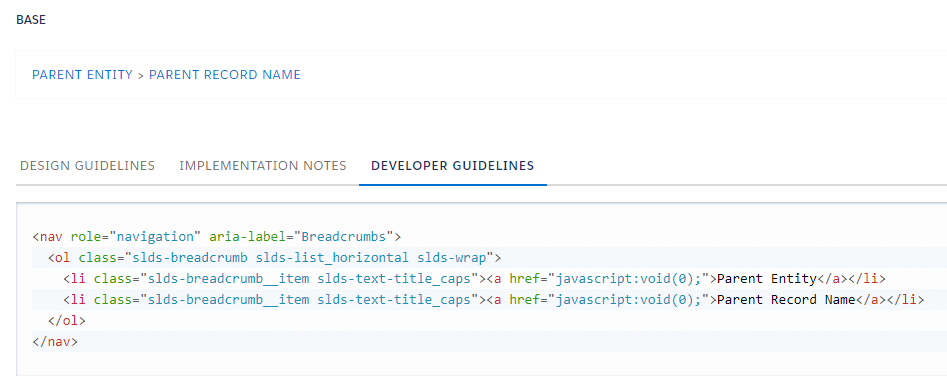 BASE
PARENT ENTITY > PARENT RECORD NAME
DESIGN GUIDELINES IMPLEMENTATION NOTES DEVELOPER GUIDELINES
<nav role="navigation" aria-label="Breadcrumbs">
  <ol class="slds-breadcrumb slds-list_horizontal slds-wrap">
    <li class="slds-breadcrumb__item slds-text-title_caps"><a href="javascript:void(0);">Parent Entity</a></li>
    <li class="slds-breadcrumb__item slds-text-title_caps"><a href="javascript:void(0);">Parent Record Name</a></li>
  </ol>
</nav>